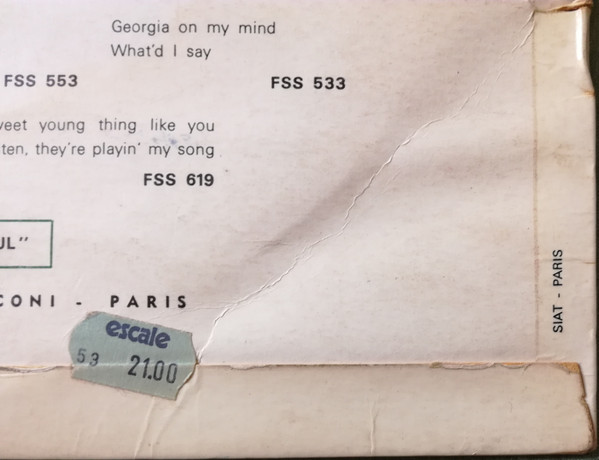 Georgia on my mind
What'd I say
FSS 553
FSS 533
young thing like you
they're playin' my song
FSS 619
PARIS
escale
53 21.00
SIAT - PARIS